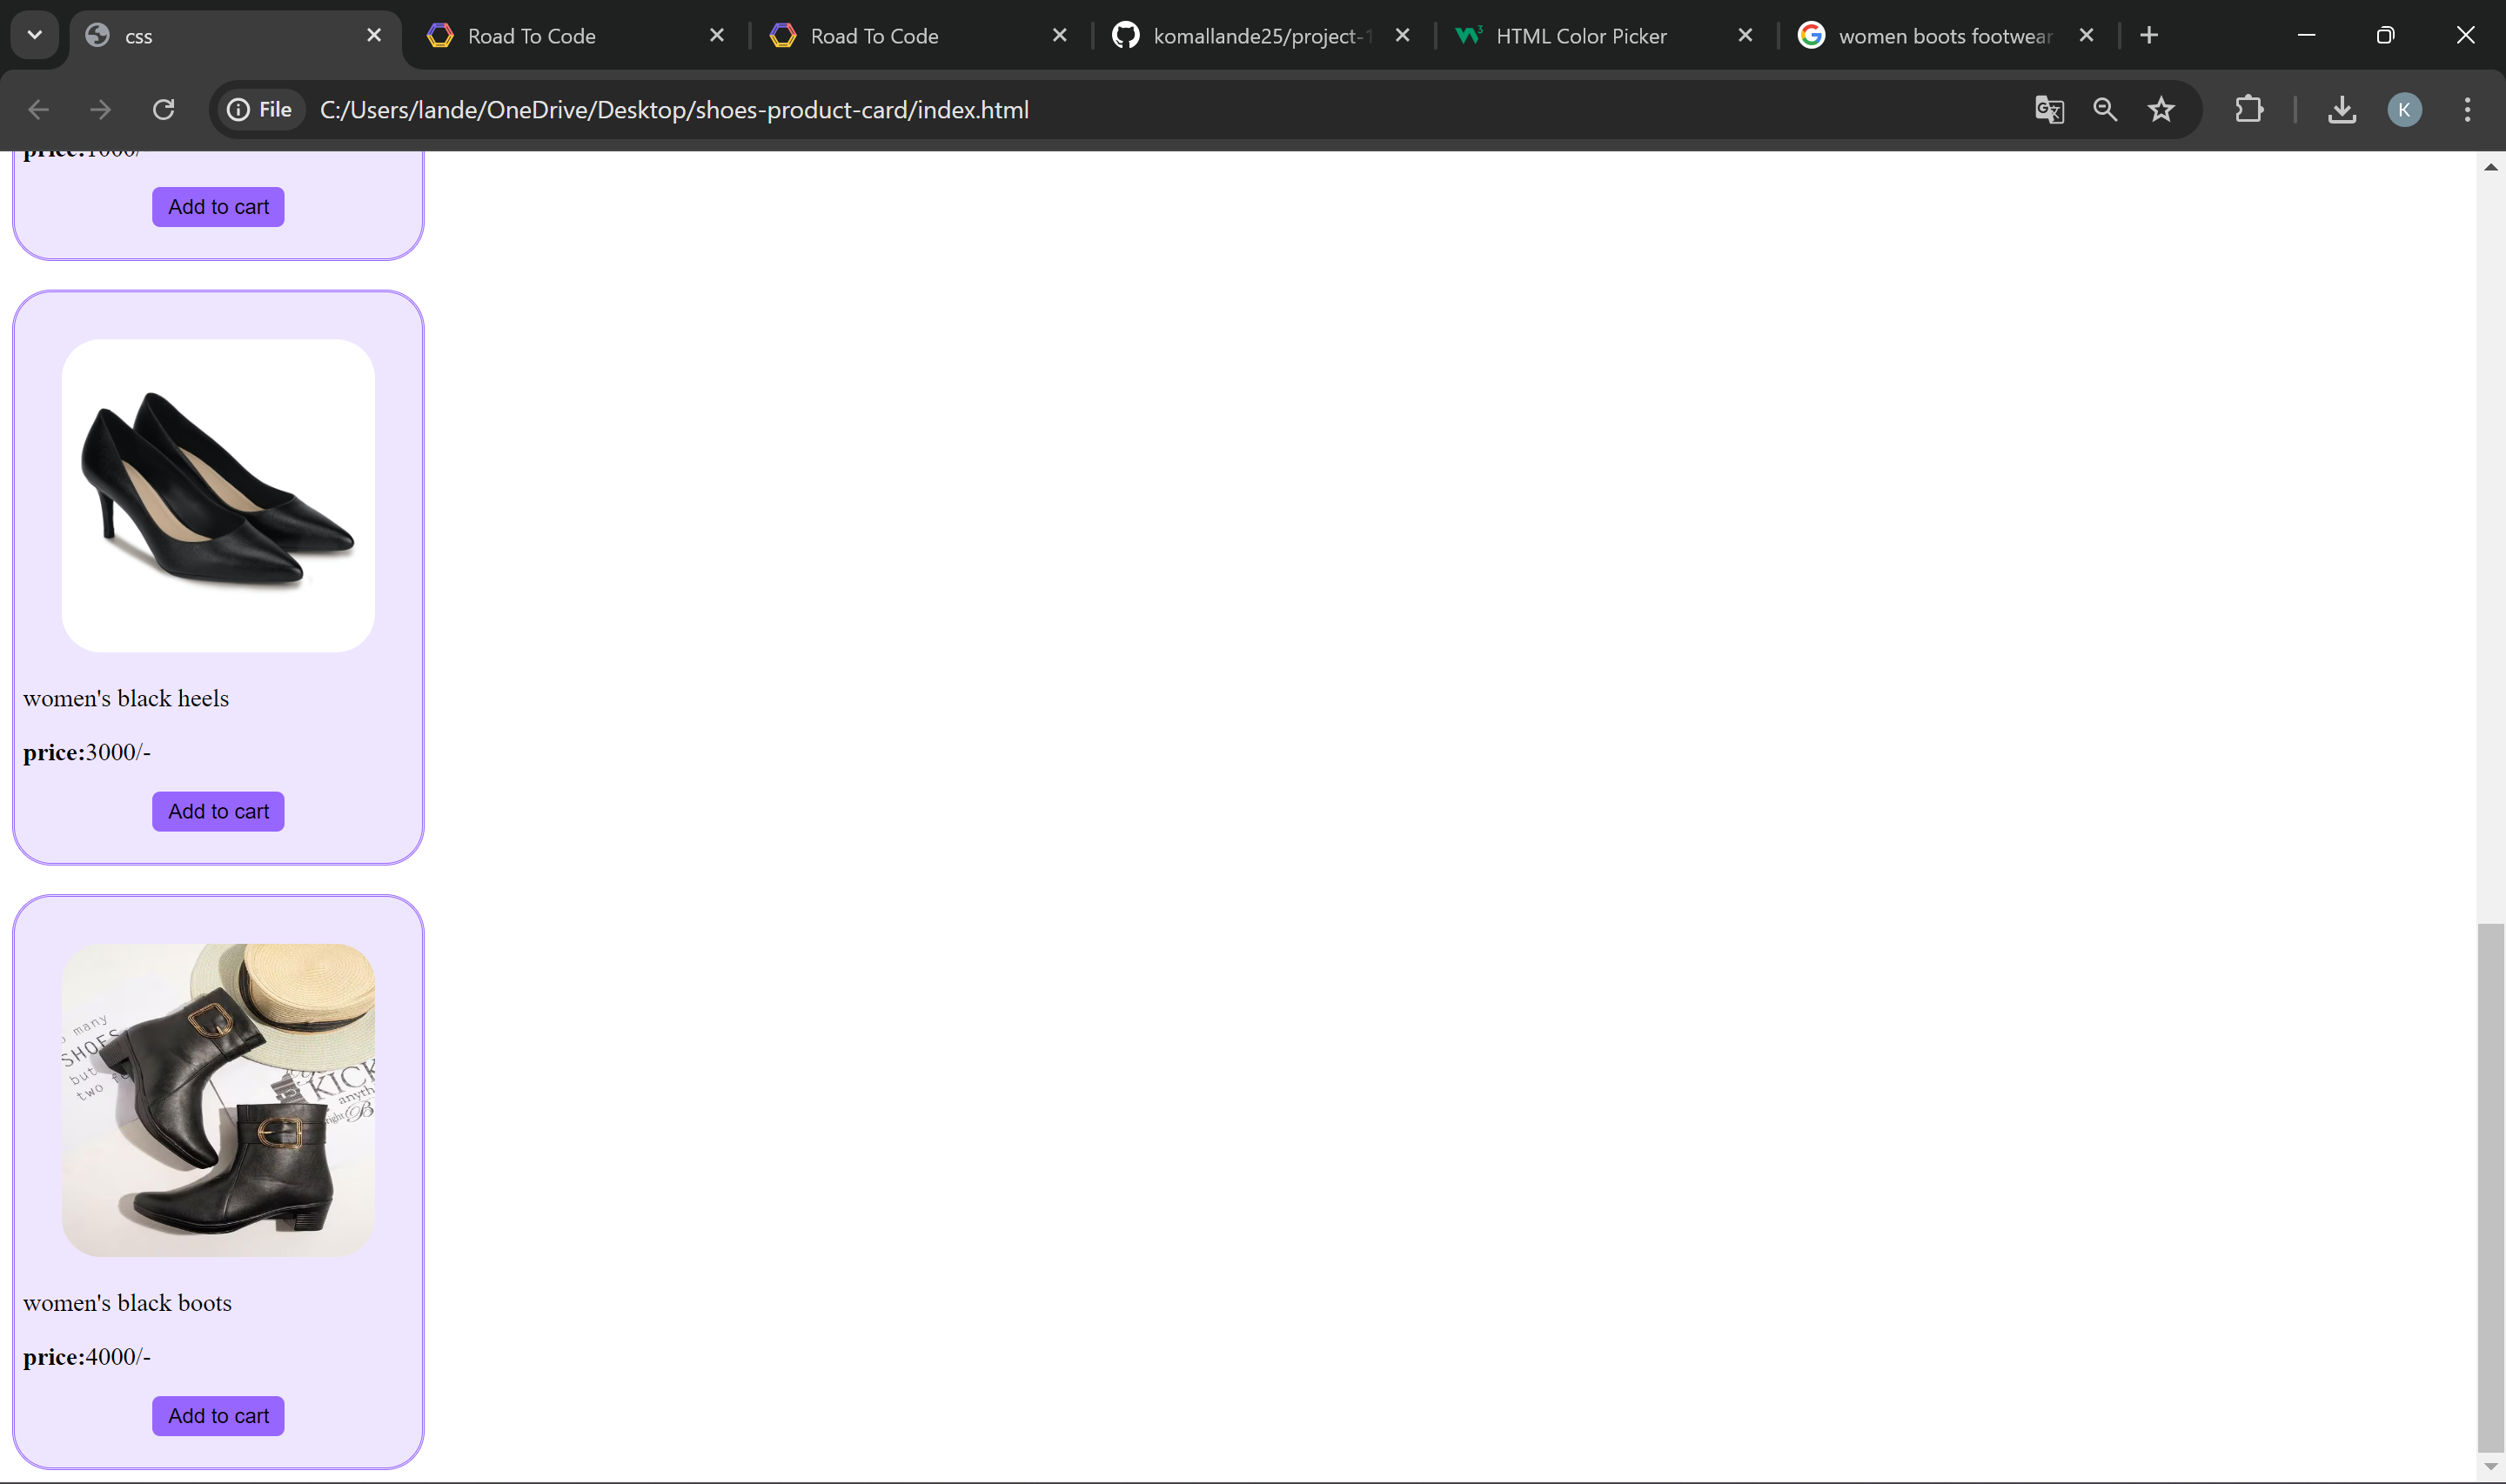 css
Road To Code
Road To Code
komallande25/project-1
HTML Color Picker
women boots footwear
File
C:/Users/lande/OneDrive/Desktop/shoes-product-card/index.html
K
price:1000/
Add to cart
women's black heels
price:3000/-
Add to cart
many
SHOES
but
two
KICK
anyth
right B
women's black boots
price:4000/-
Add to cart